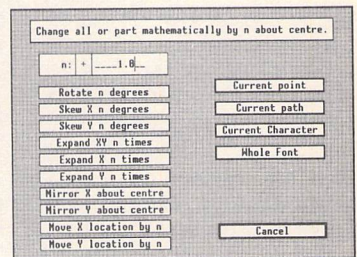 Change all or part mathematically by n about centre.
n: + ____1.0__
Rotate n degrees
Skew X n degrees
Skew Y n degrees
Expand XY n times
Expand X n times
Expand Y n times
Mirror X about centre
Mirror Y about centre
Move X location by n
Move Y location by n
Current point
Current path
Current Character
Whole Font
Cancel